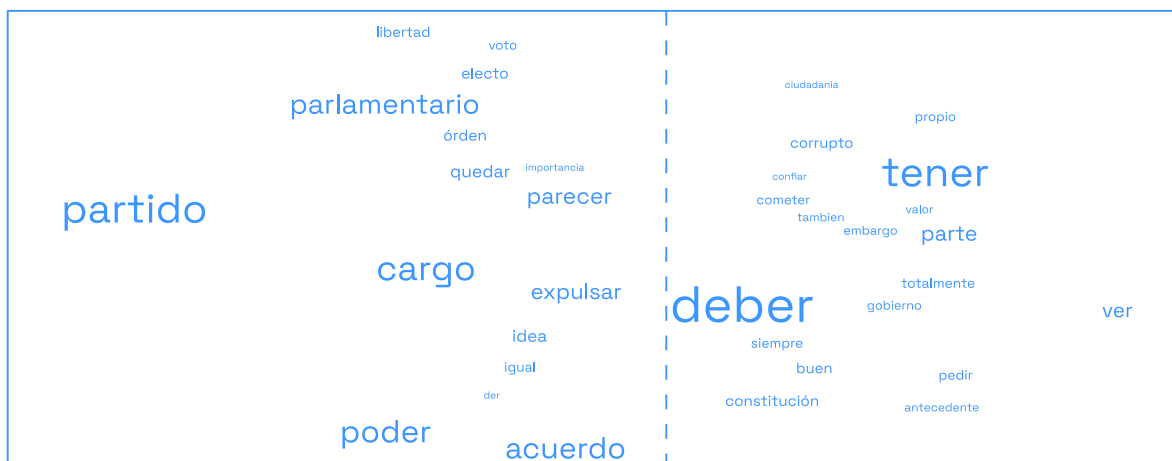 libertad
voto
electo
parlamentario
órden
quedar
importancia
parecer
partido
cargo
expulsar
idea
igual
der
poder
acuerdo
ciudadania
propio
corrupto
tener
confiar
cometer
valor
tambien
embargo
parte
totalmente
deber
gobierno
ver
siempre
buen
pedir
constitución
antecedente